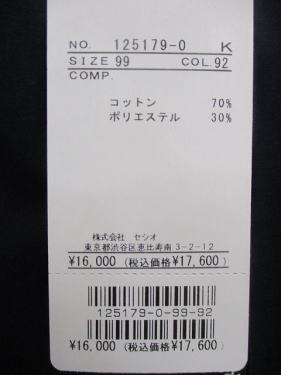 NO. 125179-0 K
SIZE 99 COL. 92
COMP.
コットン 70%
ポリエステル 30%
株式会社 セシオ
東京都渋谷区恵比寿南3-2-12
¥16,000 (税込価格¥17,600)
125179-0-99-92
¥16,000 (税込価格¥17,600)